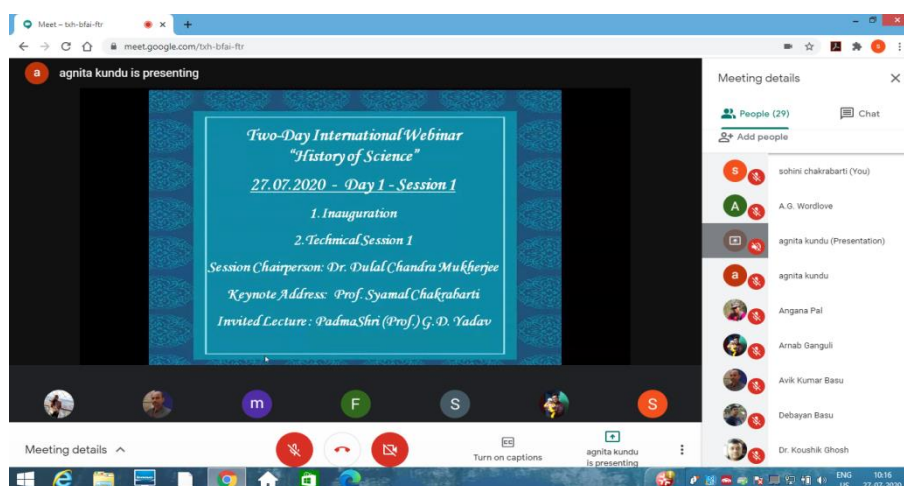 Meet – txh-bfai-ftr
meet.google.com/txh-bfai-ftr
a agnita kundu is presenting
Two-Day International Webinar
“History of Science”
27.07.2020 - Day 1 - Session 1
1. Inauguration
2. Technical Session 1
Session Chairperson: Dr. Dulal Chandra Mukherjee
Keynote Address: Prof. Syamal Chakrabarti
Invited Lecture : PadmaShri (Prof.) G.D. Yadav
m F S S
Meeting details
Turn on captions
agnita kundu
is presenting
Meeting details
People (29) Chat
Add people
S sohini chakrabarti (You)
A A.G. Wordlove
agnita kundu (Presentation)
a agnita kundu
Angana Pal
Arnab Ganguli
Avik Kumar Basu
Debayan Basu
Dr. Koushik Ghosh
ENG 10:16
US 27-07-2020